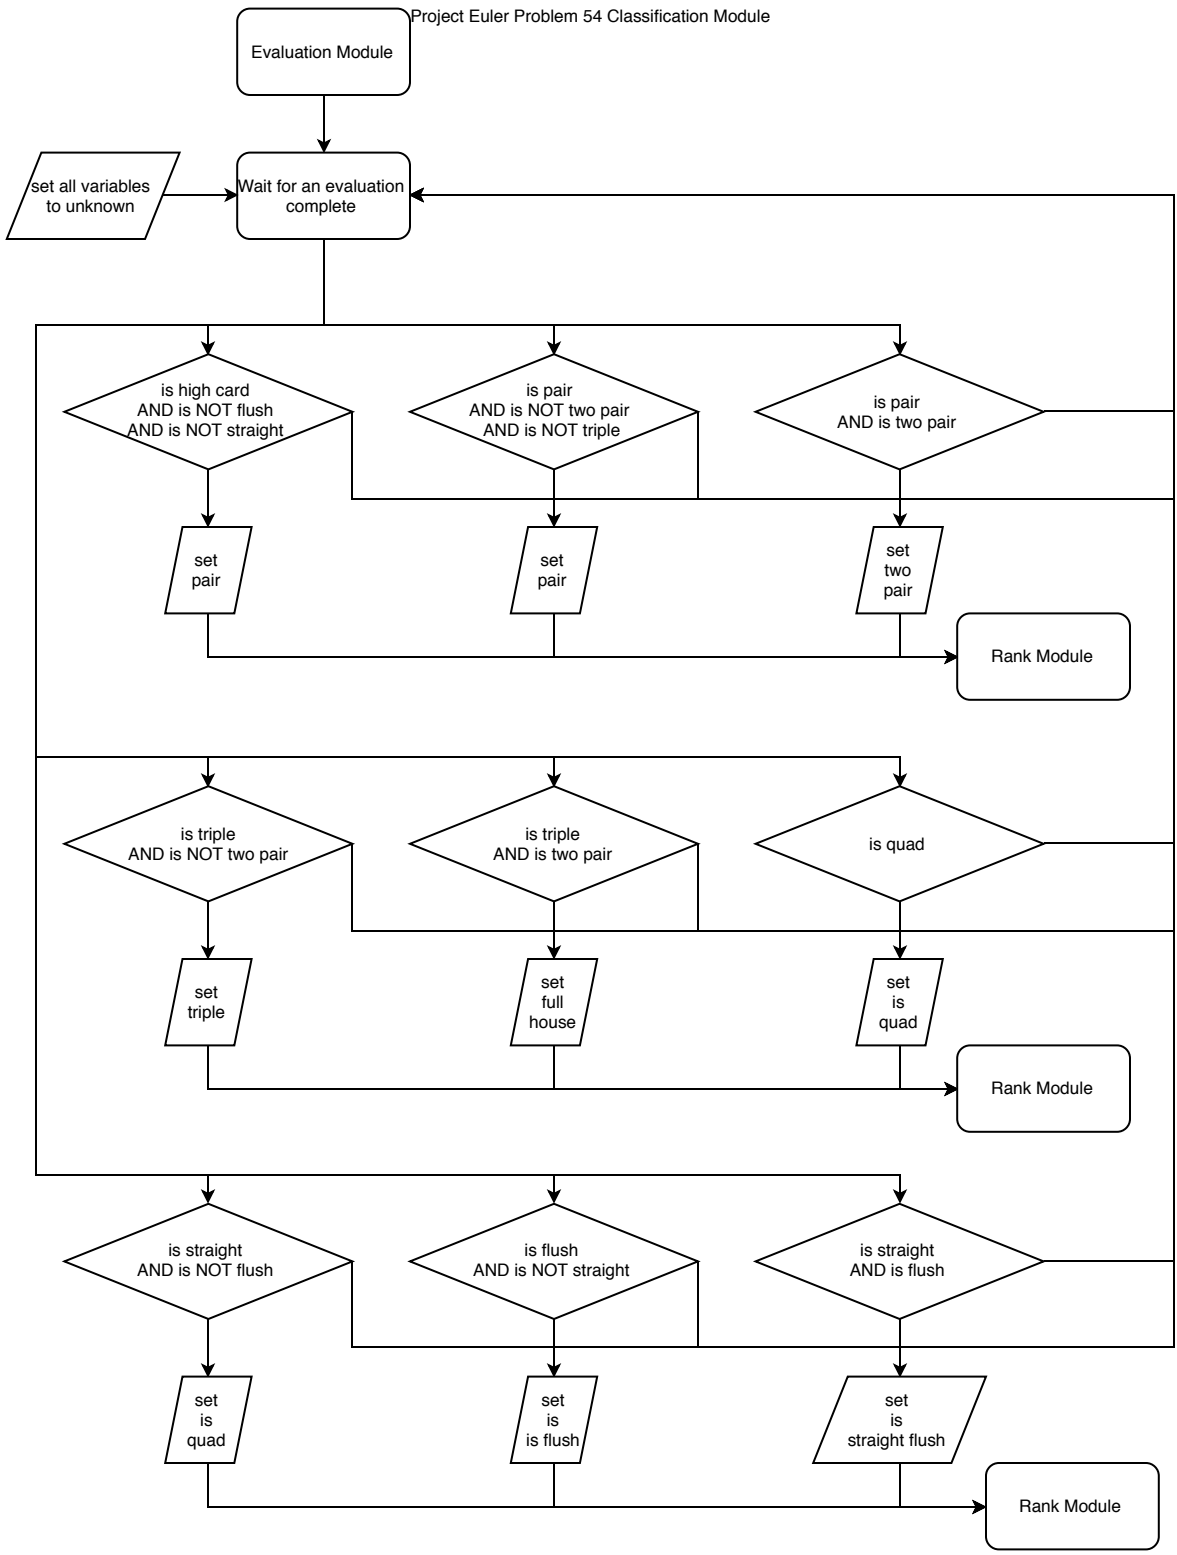 Project Euler Problem 54 Classification Module
Evaluation Module
set all variables
to unknown
Wait for an evaluation
complete
is high card
AND is NOT flush
AND is NOT straight
is pair
AND is NOT two pair
AND is NOT triple
is pair
AND is two pair
set
pair
set
pair
set
two
pair
Rank Module
is triple
AND is NOT two pair
is triple
AND is two pair
is quad
set
triple
set
full
house
set
is
quad
Rank Module
is straight
AND is NOT flush
is flush
AND is NOT straight
is straight
AND is flush
set
is
quad
set
is
is flush
set
is
straight flush
Rank Module